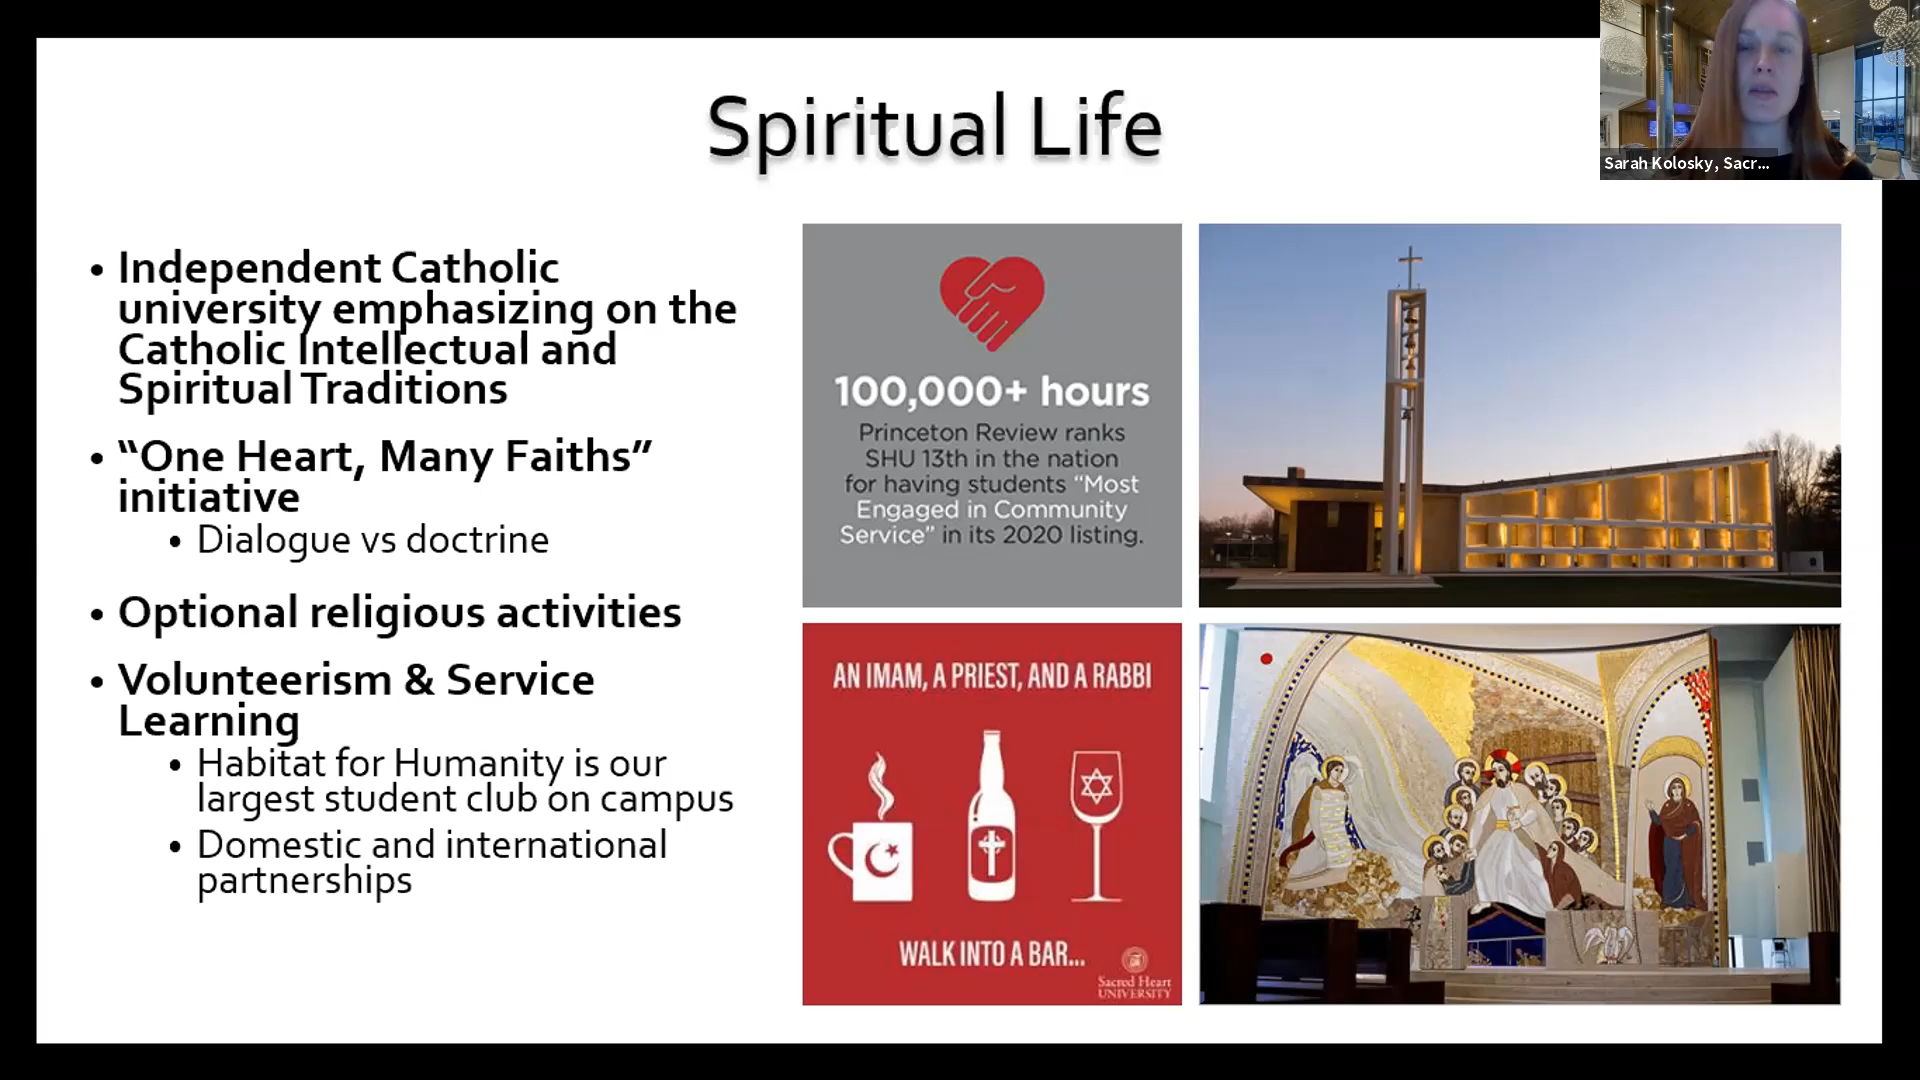 Spiritual Life
Sarah Kolosky, Sacr...
• Independent Catholic
university emphasizing on the
Catholic Intellectual and
Spiritual Traditions
• “One Heart, Many Faiths”
initiative
• Dialogue vs doctrine
• Optional religious activities
• Volunteerism & Service
Learning
• Habitat for Humanity is our
largest student club on campus
• Domestic and international
partnerships
100,000+ hours
Princeton Review ranks
SHU 13th in the nation
for having students “Most
Engaged in Community
Service” in its 2020 listing.
AN IMAM, A PRIEST, AND A RABBI
WALK INTO A BAR...
Sacred Heart
UNIVERSITY